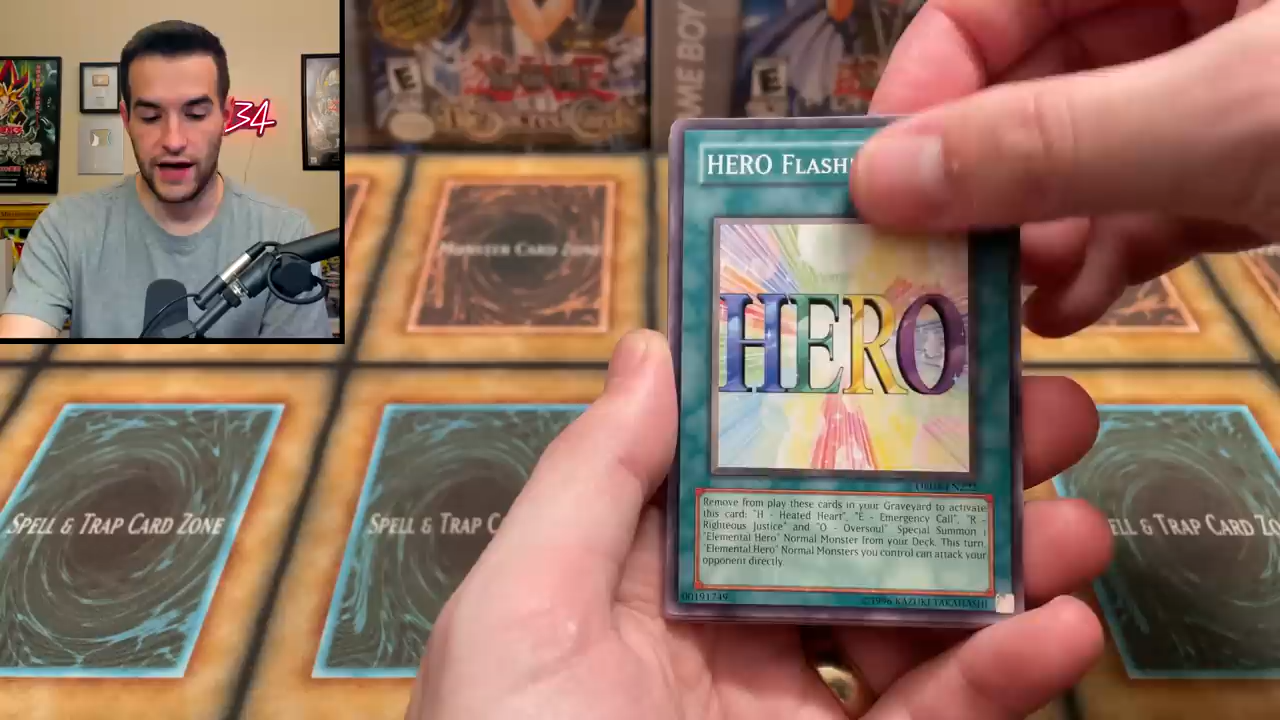 E
GAME BOY
E
34
HERO FLASH
MONSTER CARD ZONE
HERO
SPELL & TRAP CARD ZONE
SPELL & TRAP C
ELL & TRAP CARD ZO
Remove from play these cards in your Graveyard to activate
this card: "H - Heated Heart", "E - Emergency Call", "R -
Righteous Justice" and "O - Oversoul" Special Summon 1
"Elemental Hero" Normal Monster from your Deck. This turn,
"Elemental Hero" Normal Monsters you control can attack your
opponent directly.
00191749
©1996 KAZUKI TAKAHASHI